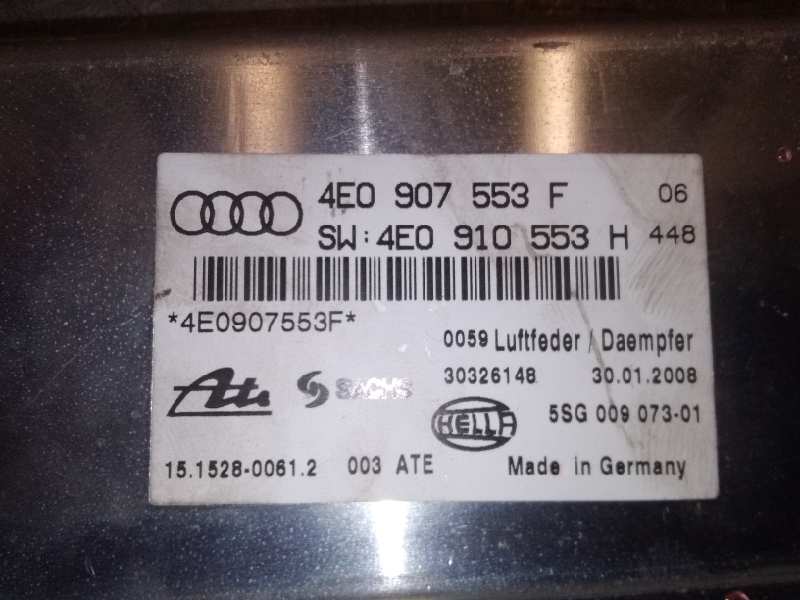 4E0 907 553 F 06
SW:4E0 910 553 H 448
*4E0907553F*
0059 Luftfeder / Daempfer
30326148 30.01.2008
Ate SACHS HELLA 5SG 009 073-01
15.1528-0061.2 003 ATE Made in Germany